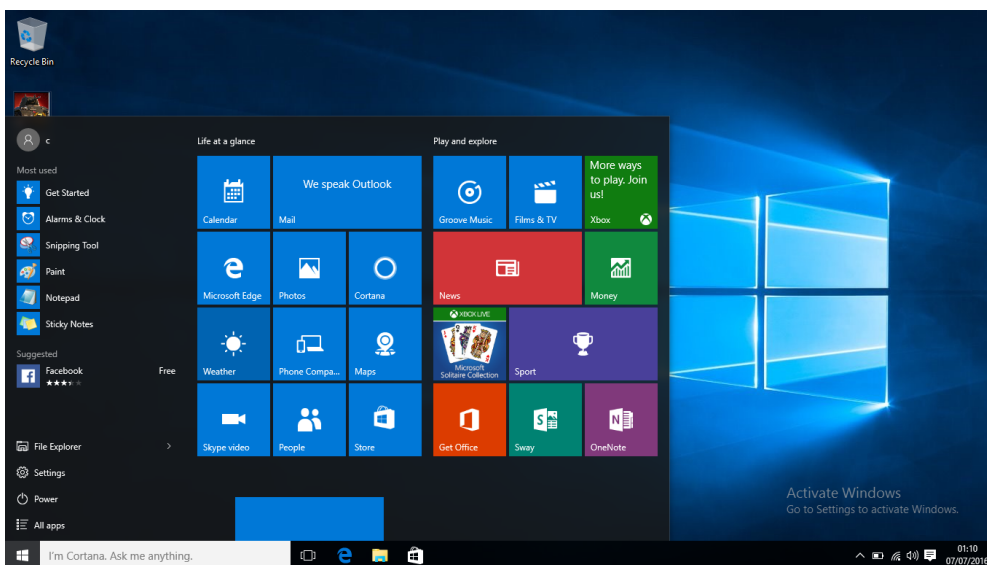 Recycle Bin
c
Most used
Get Started
Alarms & Clock
Snipping Tool
Paint
Notepad
Sticky Notes
Suggested
Facebook
Free
File Explorer
Settings
Power
All apps
Life at a glance
Calendar
We speak Outlook
Mail
Microsoft Edge
Photos
Cortana
Weather
Phone Compa...
Maps
Skype video
People
Store
Play and explore
Groove Music
Films & TV
More ways
to play. Join
us!
Xbox
News
Money
XBOX LIVE
Microsoft
Solitaire Collection
Sport
Get Office
Sway
OneNote
Activate Windows
Go to Settings to activate Windows.
I'm Cortana. Ask me anything.
01:10
07/07/2016